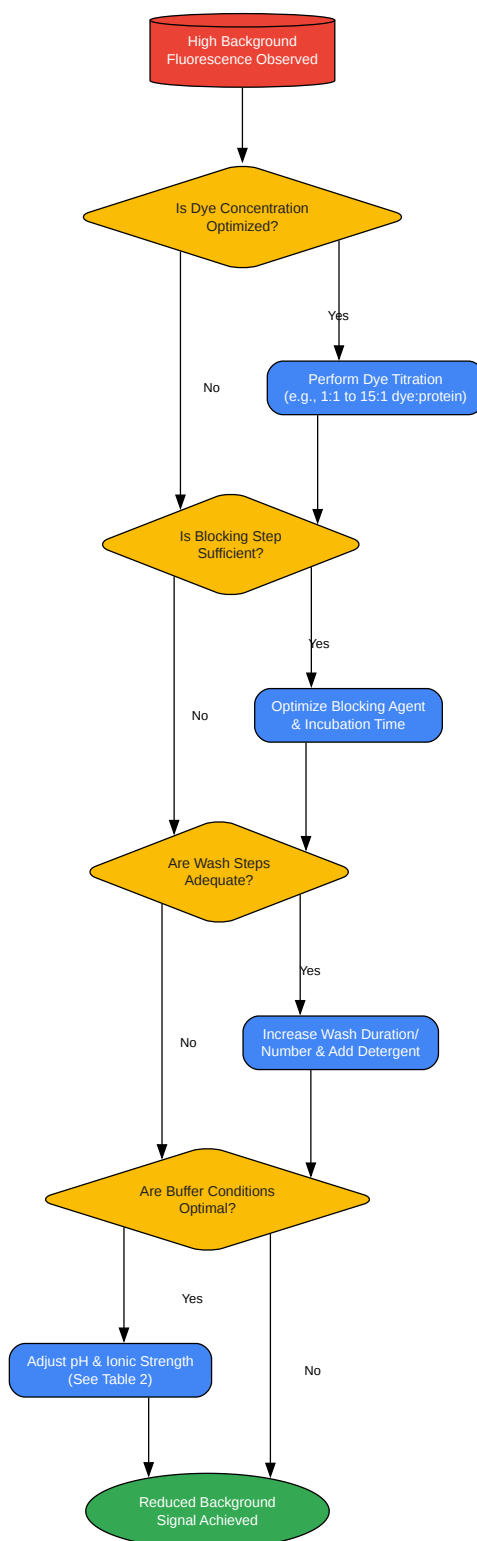 High Background
Fluorescence Observed
Is Dye Concentration
Optimized?
Yes
Perform Dye Titration
(e.g., 1:1 to 15:1 dye:protein)
No
Is Blocking Step
Sufficient?
Yes
Optimize Blocking Agent
& Incubation Time
No
Are Wash Steps
Adequate?
Yes
Increase Wash Duration/
Number & Add Detergent
No
Are Buffer Conditions
Optimal?
Yes
Adjust pH & Ionic Strength
(See Table 2)
No
Reduced Background
Signal Achieved